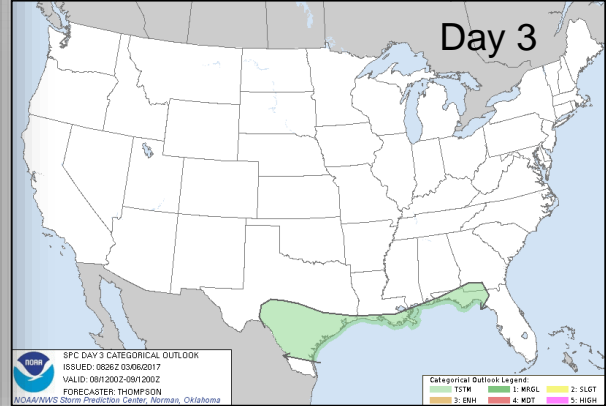 Day 3
SPC DAY 3 CATEGORICAL OUTLOOK
ISSUED: 0826Z 03/06/2017
VALID: 08/1200Z-09/1200Z
FORECASTER: THOMPSON
NOAA/NWS Storm Prediction Center, Norman, Oklahoma
NOAA
Categorical Outlook Legend:
TSTM 1: MRGL 2: SLGT
3: ENH 4: MDT 5: HIGH